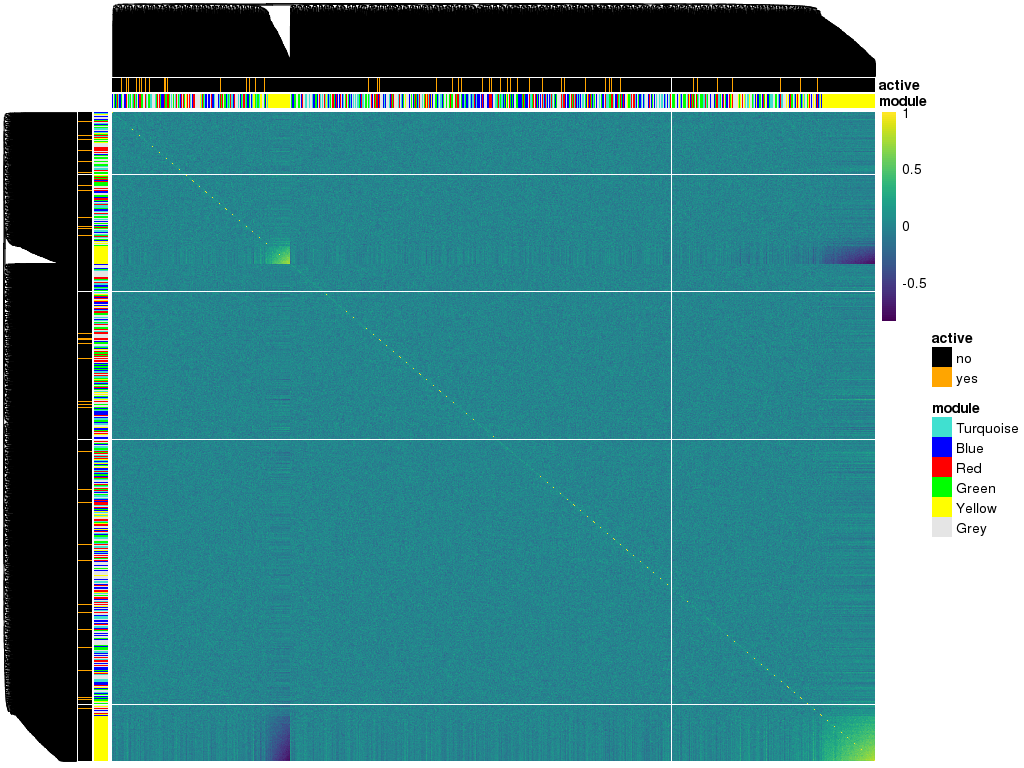 active
module
1
0.5
0
-0.5
active
no
yes
module
Turquoise
Blue
Red
Green
Yellow
Grey